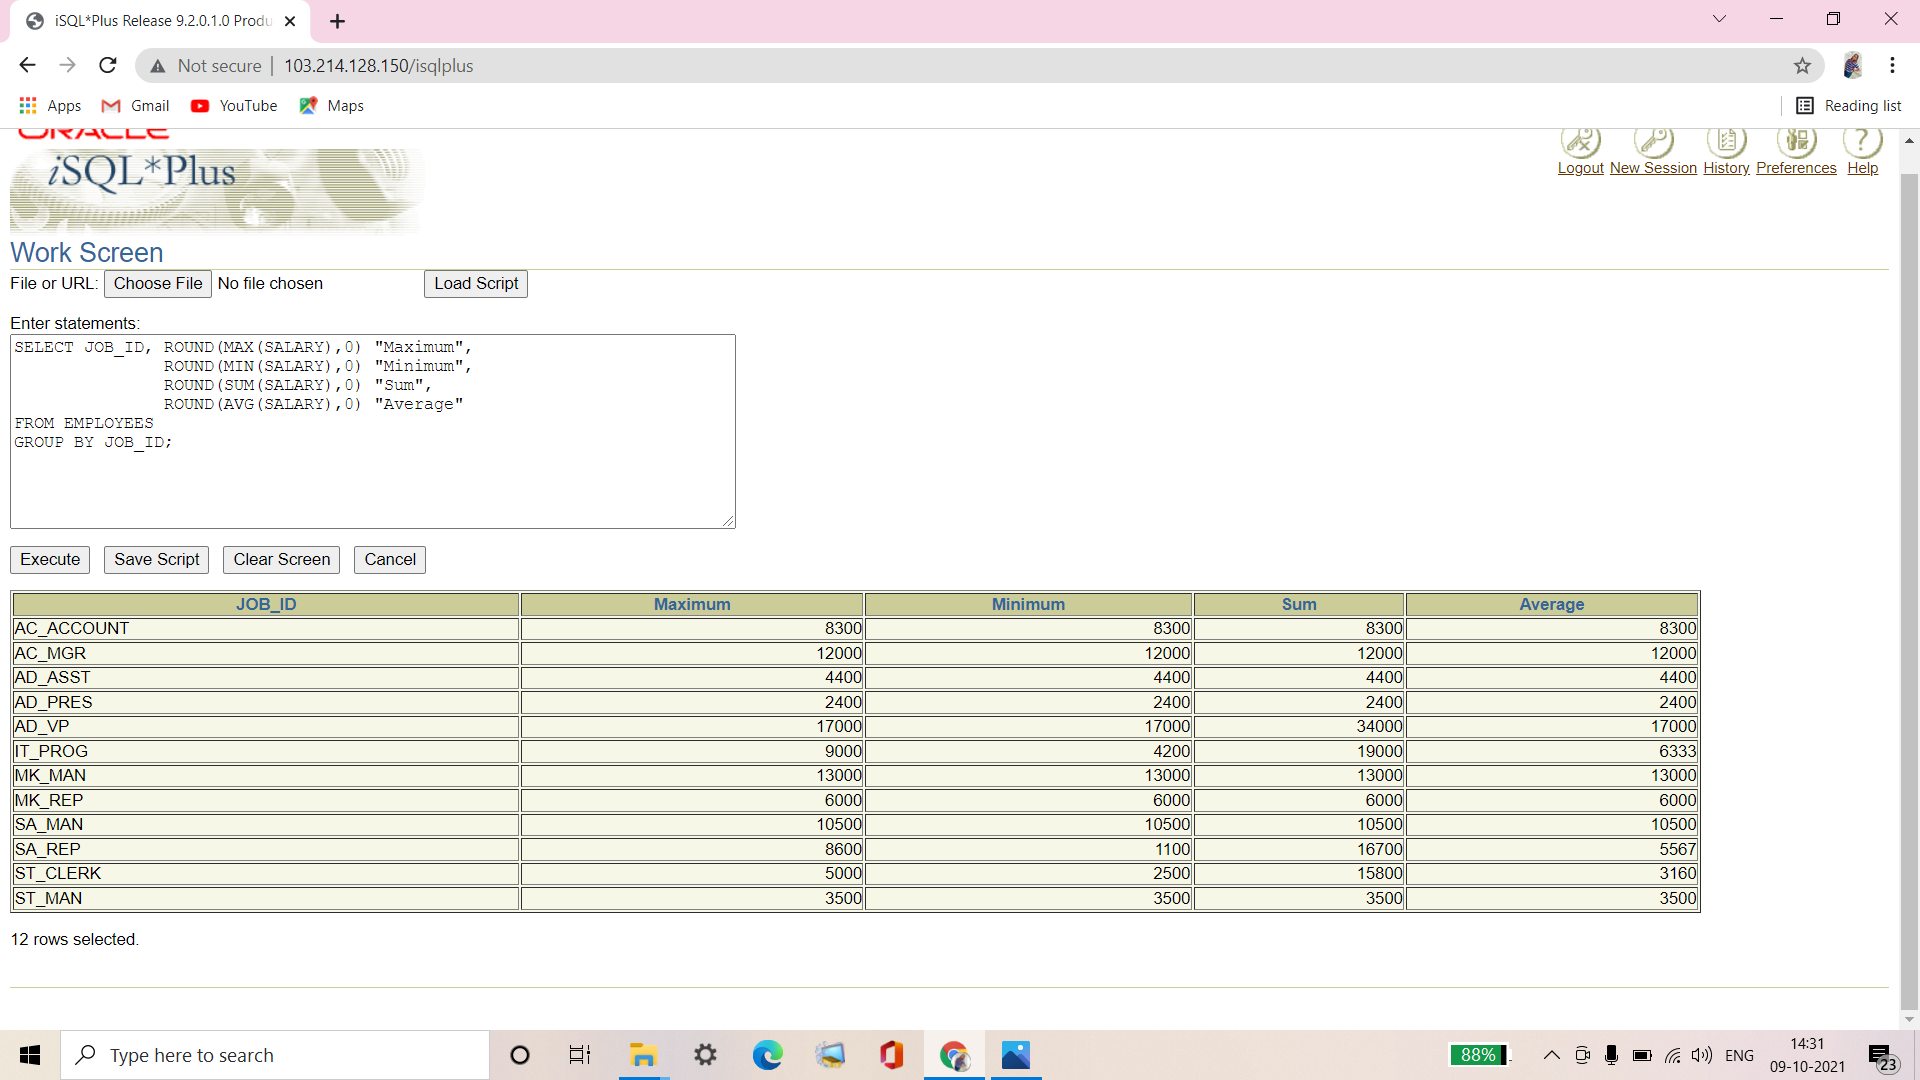 iSQL*Plus Release 9.2.0.1.0 Produ
Not secure | 103.214.128.150/isqlplus
Apps Gmail YouTube Maps Reading list
ORACLE
iSQL*Plus
Logout New Session History Preferences Help
Work Screen
File or URL: Choose File No file chosen Load Script
Enter statements:
SELECT JOB_ID, ROUND(MAX(SALARY),0) "Maximum",
ROUND(MIN(SALARY),0) "Minimum",
ROUND(SUM(SALARY),0) "Sum",
ROUND(AVG(SALARY),0) "Average"
FROM EMPLOYEES
GROUP BY JOB_ID;
Execute Save Script Clear Screen Cancel
JOB_ID Maximum Minimum Sum Average
AC_ACCOUNT 8300 8300 8300 8300
AC_MGR 12000 12000 12000 12000
AD_ASST 4400 4400 4400 4400
AD_PRES 2400 2400 2400 2400
AD_VP 17000 17000 34000 17000
IT_PROG 9000 4200 19000 6333
MK_MAN 13000 13000 13000 13000
MK_REP 6000 6000 6000 6000
SA_MAN 10500 10500 10500 10500
SA_REP 8600 1100 16700 5567
ST_CLERK 5000 2500 15800 3160
ST_MAN 3500 3500 3500 3500
12 rows selected.
Type here to search 88% ENG 14:31
09-10-2021 23